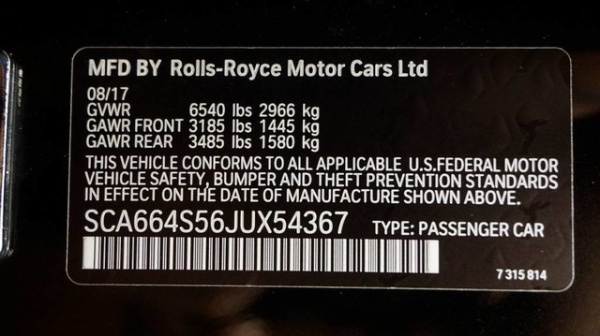 MFD BY Rolls-Royce Motor Cars Ltd
08/17
GVWR 6540 lbs 2966 kg
GAWR FRONT 3185 lbs 1445 kg
GAWR REAR 3485 lbs 1580 kg
THIS VEHICLE CONFORMS TO ALL APPLICABLE U.S.FEDERAL MOTOR
VEHICLE SAFETY, BUMPER AND THEFT PREVENTION STANDARDS
IN EFFECT ON THE DATE OF MANUFACTURE SHOWN ABOVE.
SCA664S56JUX54367 TYPE: PASSENGER CAR
7 315 814